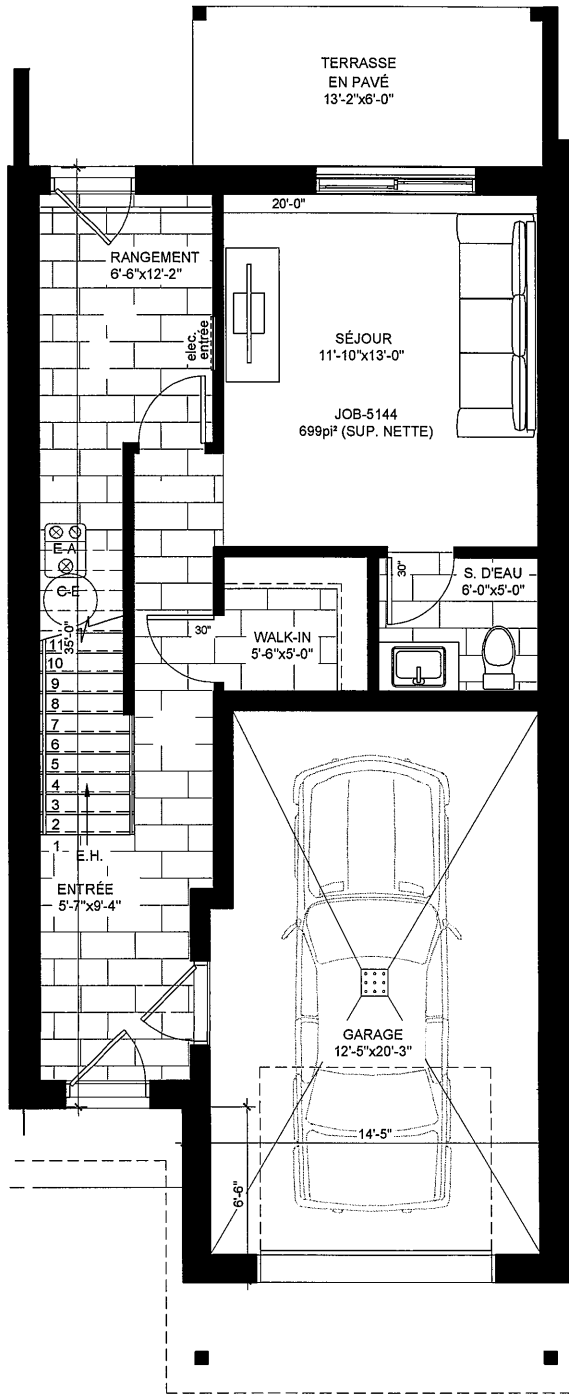 TERRASSE
EN PAVÉ
13'-2"x6'-0"
20'-0"
RANGEMENT
6'-6"x12'-2"
elec.
entrée
SÉJOUR
11'-10"x13'-0"
JOB-5144
699pi² (SUP. NETTE)
E-A
C-E
35'-0"
30"
S. D'EAU
6'-0"x5'-0"
30"
WALK-IN
5'-6"x5'-0"
11
10
9
8
7
6
5
4
3
2
1
E.H.
ENTRÉE
5'-7"x9'-4"
GARAGE
12'-5"x20'-3"
14'-5"
6'-6"